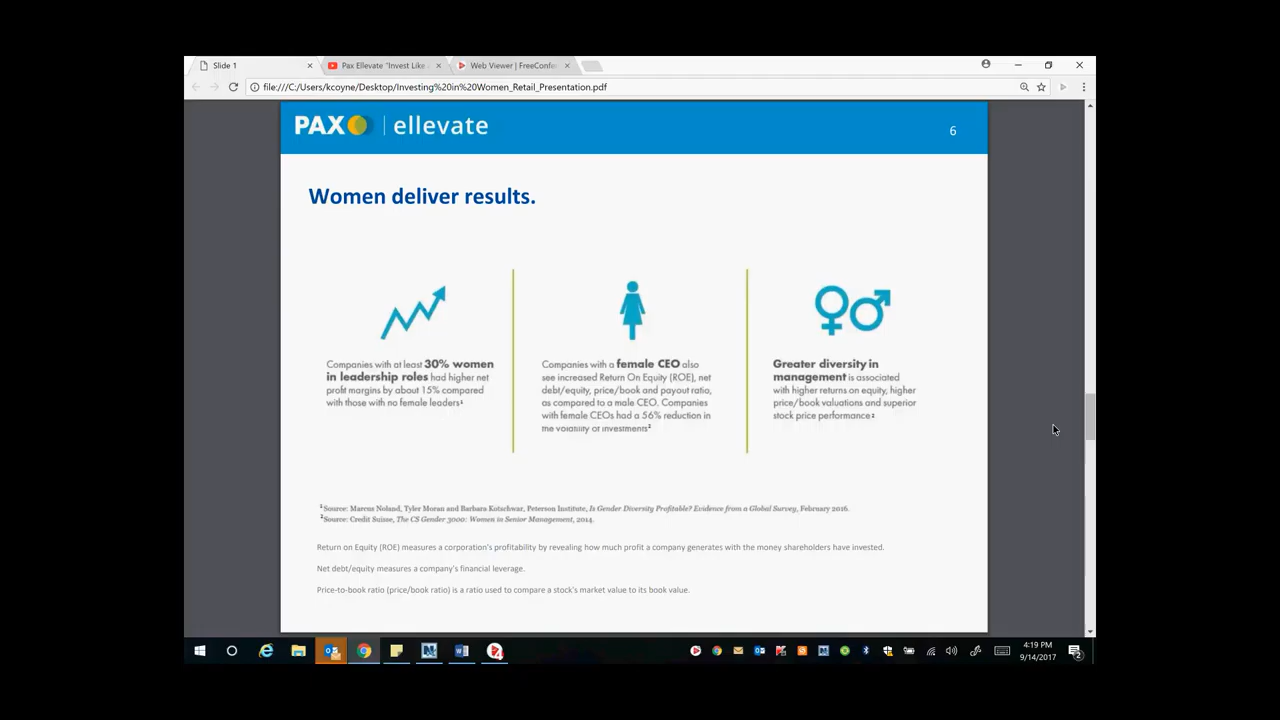 Slide 1
Pax Ellevate "Invest Like
Web Viewer | FreeConfe
file:///C:/Users/kcoyne/Desktop/Investing%20in%20Women_Retail_Presentation.pdf
PAX | ellevate
6
Women deliver results.
Companies with at least 30% women
in leadership roles had higher net
profit margins by about 15% compared
with those with no female leaders¹
Companies with a female CEO also
see increased Return On Equity (ROE), net
debt/equity, price/book and payout ratio,
as compared to a male CEO. Companies
with female CEOs had a 56% reduction in
the volatility of investments²
Greater diversity in
management is associated
with higher returns on equity, higher
price/book valuations and superior
stock price performance²
¹Source: Marcus Noland, Tyler Moran and Barbara Kotschwar, Peterson Institute, Is Gender Diversity Profitable? Evidence from a Global Survey, February 2016.
²Source: Credit Suisse, The CS Gender 3000: Women in Senior Management, 2014.
Return on Equity (ROE) measures a corporation's profitability by revealing how much profit a company generates with the money shareholders have invested.
Net debt/equity measures a company's financial leverage.
Price-to-book ratio (price/book ratio) is a ratio used to compare a stock's market value to its book value.
4:19 PM
9/14/2017
2